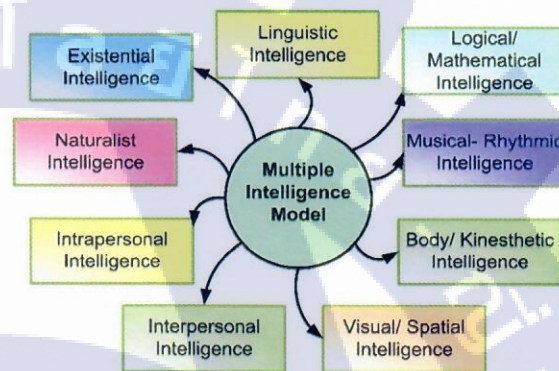 Linguistic
Intelligence
Logical/
Mathematical
Intelligence
Musical- Rhythmic
Intelligence
Body/ Kinesthetic
Intelligence
Visual/ Spatial
Intelligence
Interpersonal
Intelligence
Intrapersonal
Intelligence
Naturalist
Intelligence
Existential
Intelligence
Multiple
Intelligence
Model